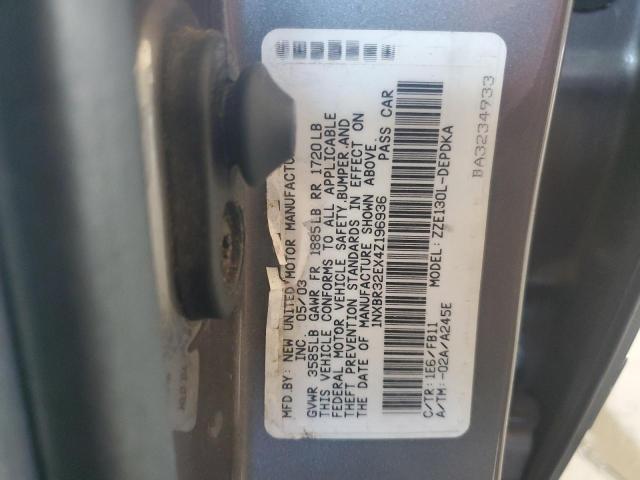 MFD.BY: NEW UNITED MOTOR MANUFACTU
INC. 05/03
GVWR 3585LB GAWR FR 1885LB RR 1720LB
THIS VEHICLE CONFORMS TO ALL APPLICABLE
FEDERAL MOTOR VEHICLE SAFETY,BUMPER,AND
THEFT PREVENTION STANDARDS IN EFFECT ON
THE DATE OF MANUFACTURE SHOWN ABOVE.
1NXBR32EX4Z196936 PASS CAR
C/TR: 1E6/FB11 MODEL: ZZE130L-DEPDKA
A/TM: -02A/A245E
BA3234933